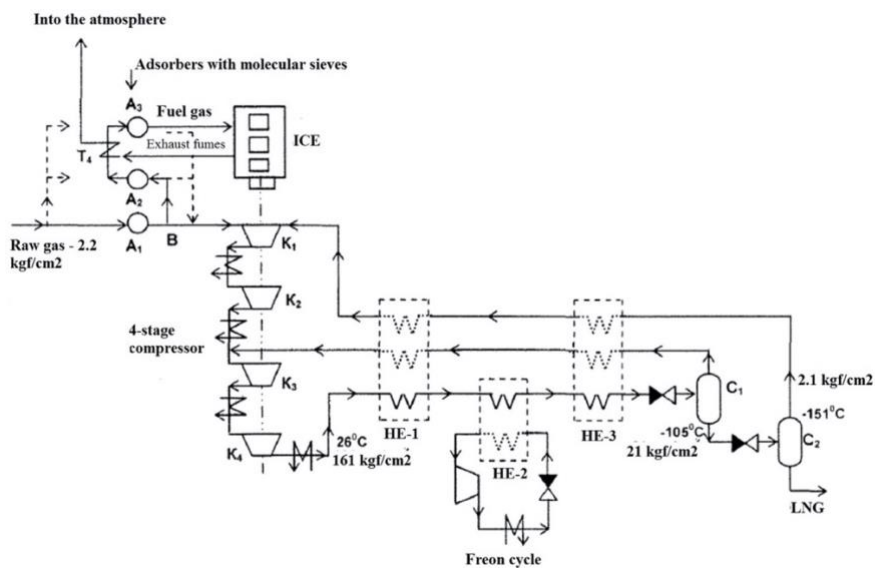 Into the atmosphere
Adsorbers with molecular sieves
A3
Fuel gas
Exhaust fumes
ICE
T4
A2
Raw gas - 2.2
kgf/cm2
A1
B
K1
K2
4-stage
compressor
K3
K4
26°C
161 kgf/cm2
HE-1
HE-2
HE-3
-105°C
21 kgf/cm2
C1
2.1 kgf/cm2
-151°C
C2
LNG
Freon cycle